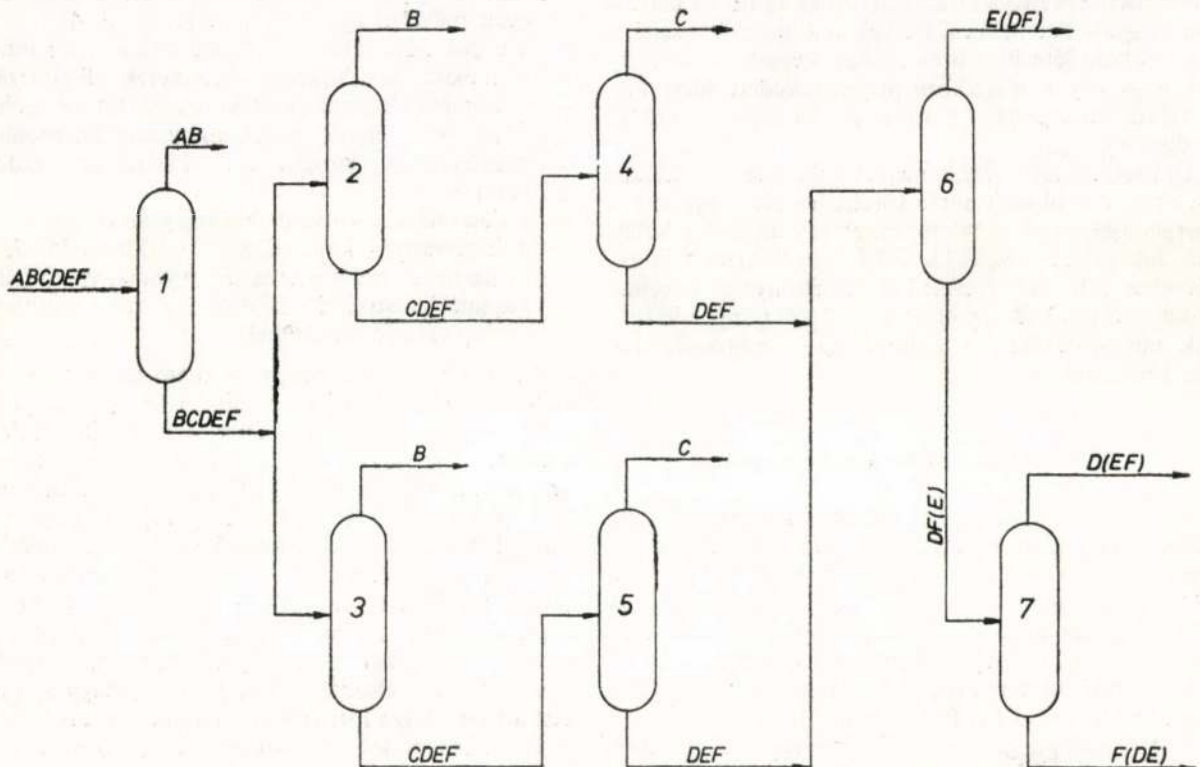 ABCDEF
1
AB
BCDEF
2
B
CDEF
3
B
CDEF
4
C
DEF
5
C
DEF
6
E(DF)
DF(E)
7
D(EF)
F(DE)